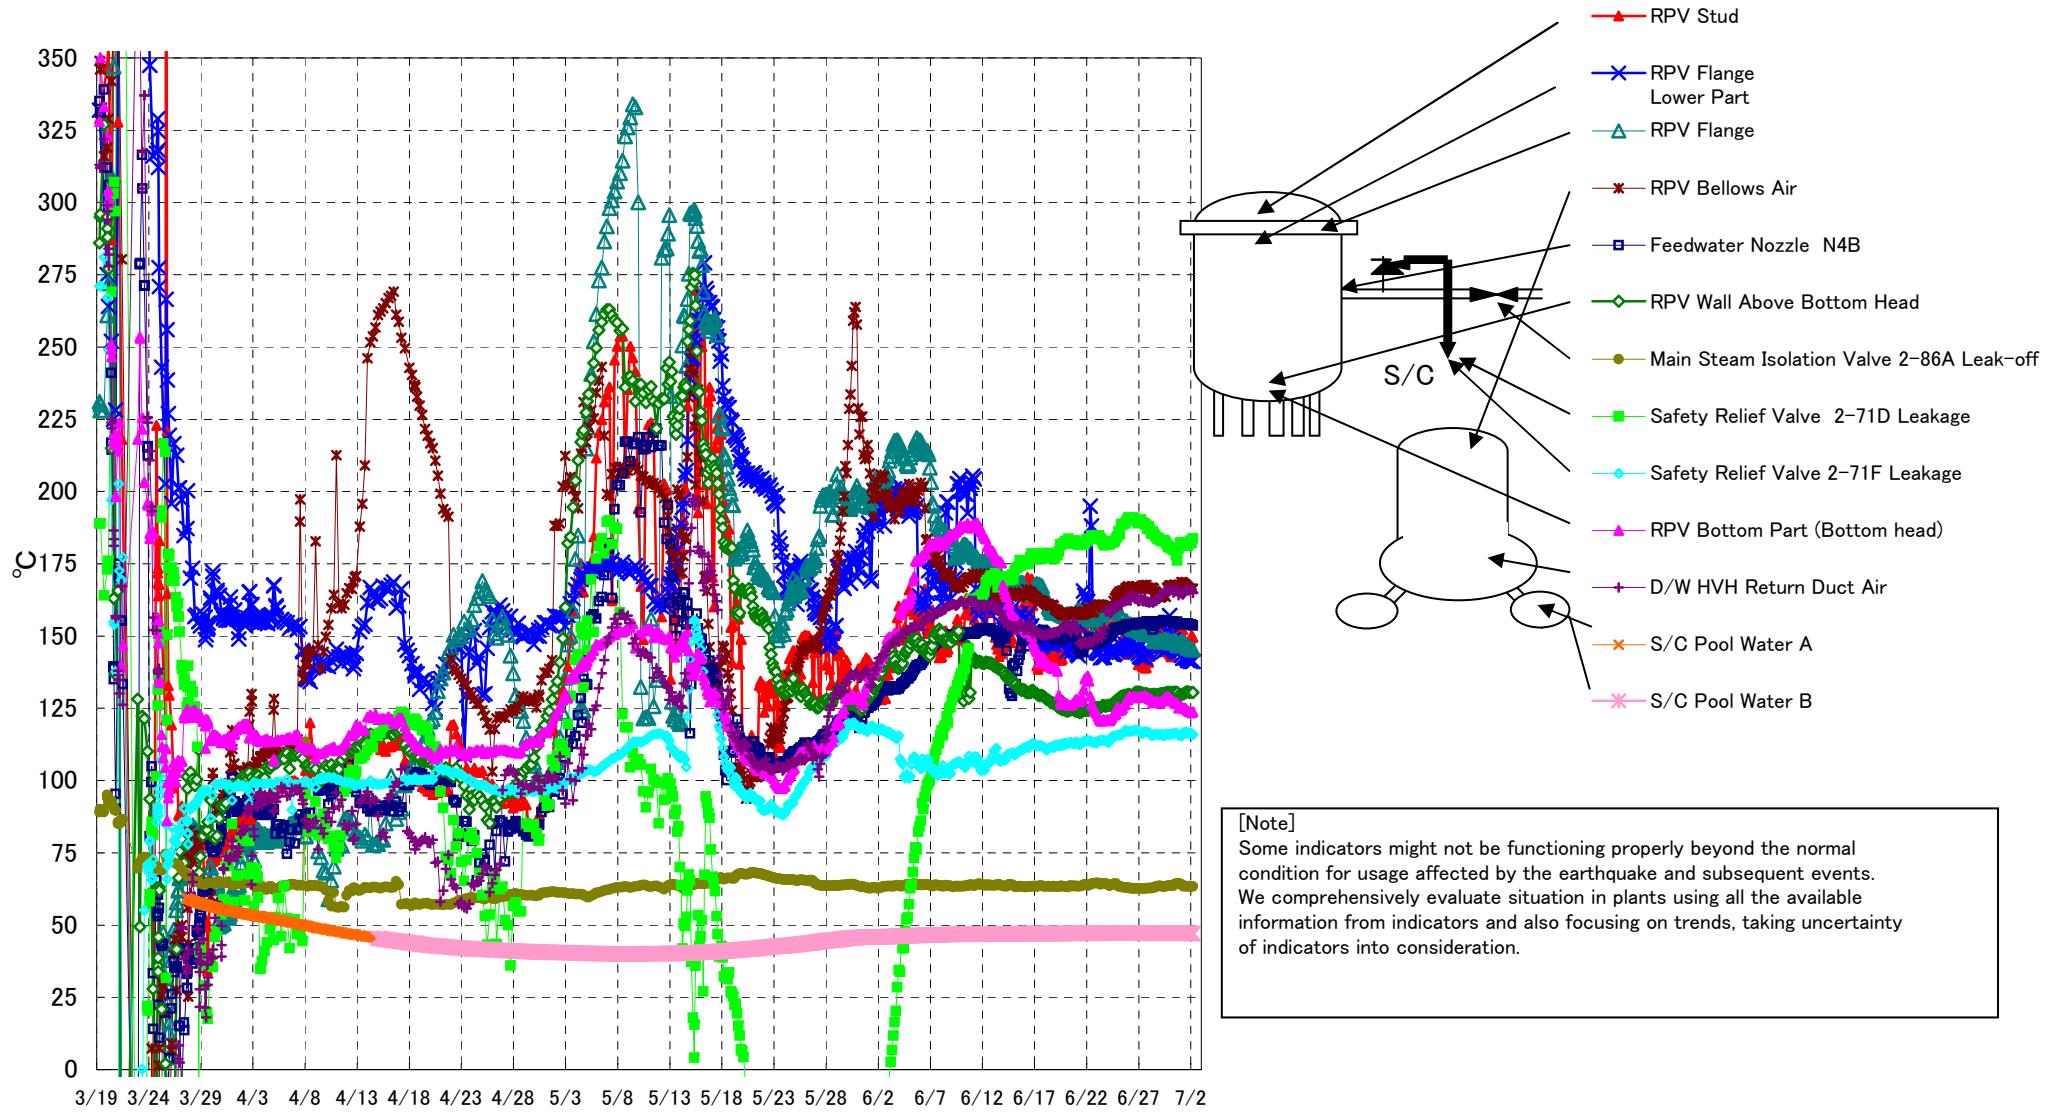 350
325
300
275
250
225
200
175
150
125
100
75
50
25
0
℃
3/19 3/24 3/29 4/3 4/8 4/13 4/18 4/23 4/28 5/3 5/8 5/13 5/18 5/23 5/28 6/2 6/7 6/12 6/17 6/22 6/27 7/2
RPV Stud
RPV Flange
Lower Part
RPV Flange
RPV Bellows Air
Feedwater Nozzle N4B
RPV Wall Above Bottom Head
Main Steam Isolation Valve 2-86A Leak-off
Safety Relief Valve 2-71D Leakage
Safety Relief Valve 2-71F Leakage
RPV Bottom Part (Bottom head)
D/W HVH Return Duct Air
S/C Pool Water A
S/C Pool Water B
S/C
[Note]
Some indicators might not be functioning properly beyond the normal
condition for usage affected by the earthquake and subsequent events.
We comprehensively evaluate situation in plants using all the available
information from indicators and also focusing on trends, taking uncertainty
of indicators into consideration.